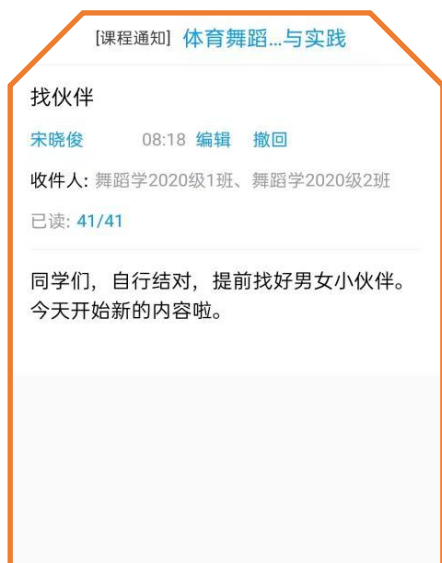 [课程通知] 体育舞蹈...与实践
找伙伴
宋晓俊 08:18 编辑 撤回
收件人: 舞蹈学2020级1班、舞蹈学2020级2班
已读: 41/41
同学们，自行结对，提前找好男女小伙伴。
今天开始新的内容啦。